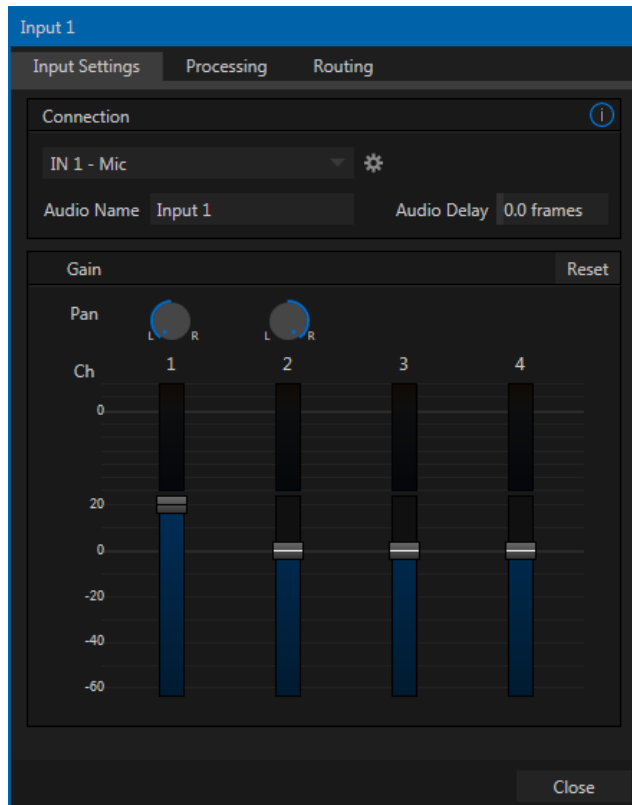 Input 1
Input Settings Processing Routing
Connection i
IN 1 - Mic
Audio Name Input 1 Audio Delay 0.0 frames
Gain Reset
Pan
L R L R
Ch 1 2 3 4
0
20
0
-20
-40
-60
Close